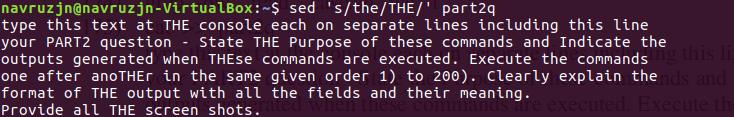 navruzjn@navruzjn-VirtualBox:~$ sed 's/the/THE/' part2q
type this text at THE console each on separate lines including this line
your PART2 question - State THE Purpose of these commands and Indicate the
outputs generated when THEse commands are executed. Execute the commands
one after anoTHEr in the same given order 1) to 200). Clearly explain the
format of THE output with all the fields and their meaning.
Provide all THE screen shots.